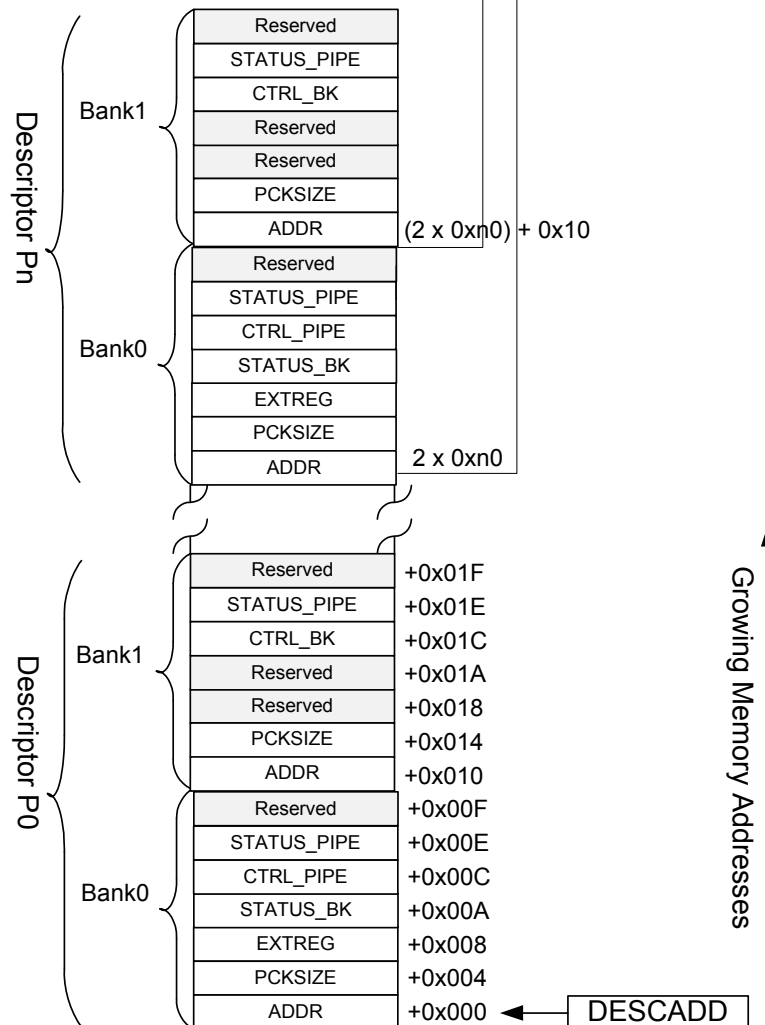 Descriptor Pn
Bank1
Reserved
STATUS_PIPE
CTRL_BK
Reserved
Reserved
PCKSIZE
ADDR (2 x 0xn0) + 0x10
Bank0
Reserved
STATUS_PIPE
CTRL_PIPE
STATUS_BK
EXTREG
PCKSIZE
ADDR 2 x 0xn0
Descriptor P0
Bank1
Reserved +0x01F
STATUS_PIPE +0x01E
CTRL_BK +0x01C
Reserved +0x01A
Reserved +0x018
PCKSIZE +0x014
ADDR +0x010
Bank0
Reserved +0x00F
STATUS_PIPE +0x00E
CTRL_PIPE +0x00C
STATUS_BK +0x00A
EXTREG +0x008
PCKSIZE +0x004
ADDR +0x000 DESCADD
Growing Memory Addresses